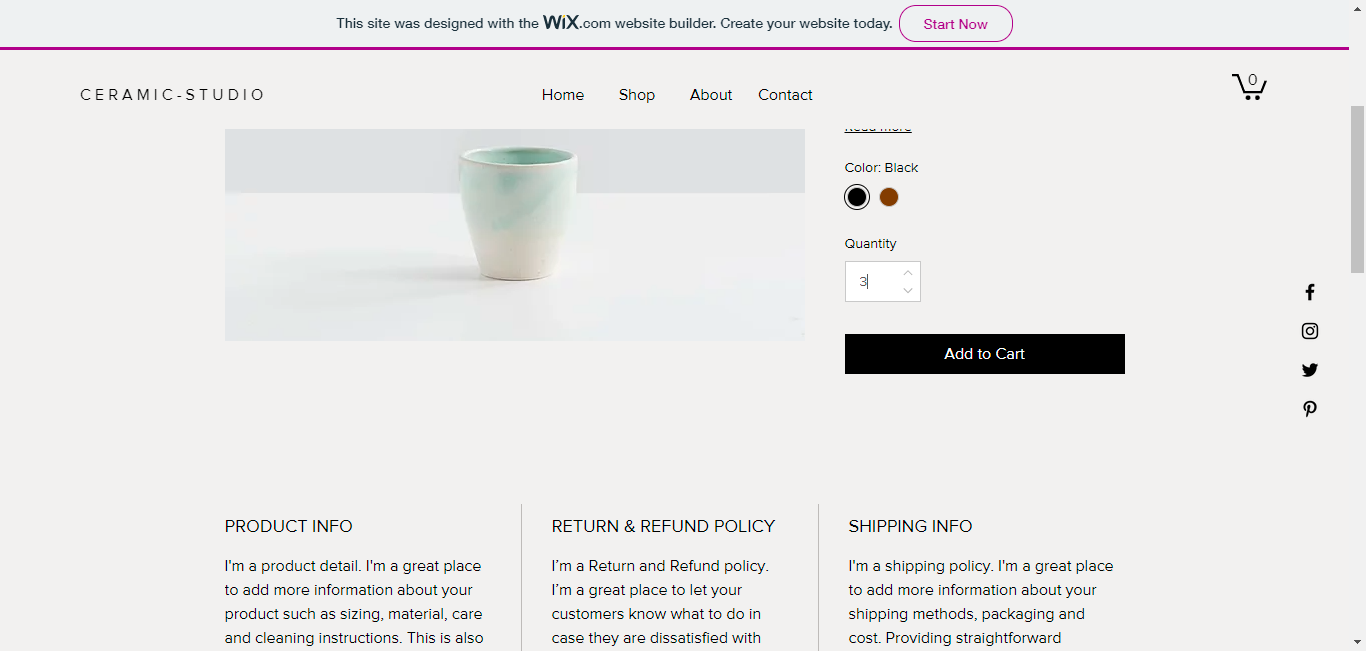 This site was designed with the WiX.com website builder. Create your website today. Start Now
CERAMIC-STUDIO
Home Shop About Contact
0
Read more
Color: Black
Quantity
3
Add to Cart
PRODUCT INFO
I'm a product detail. I'm a great place
to add more information about your
product such as sizing, material, care
and cleaning instructions. This is also
RETURN & REFUND POLICY
I’m a Return and Refund policy.
I’m a great place to let your
customers know what to do in
case they are dissatisfied with
SHIPPING INFO
I'm a shipping policy. I'm a great place
to add more information about your
shipping methods, packaging and
cost. Providing straightforward